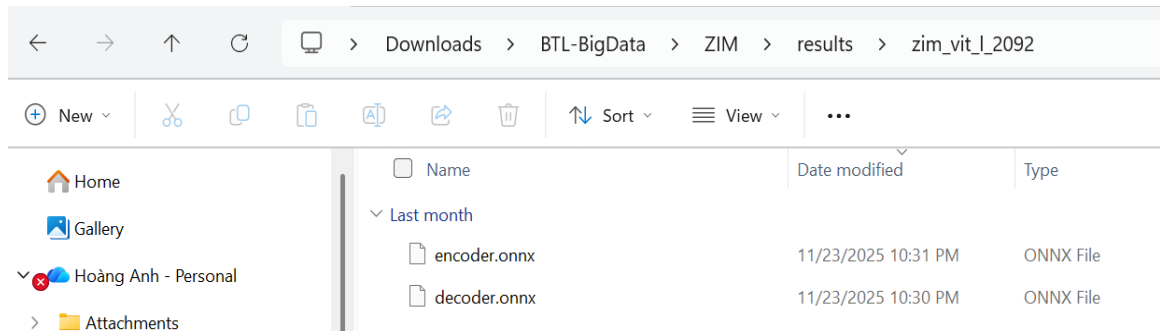 Downloads > BTL-BigData > ZIM > results > zim_vit_l_2092
New Sort View ...
Name Date modified Type
Home
Gallery
Hoàng Anh - Personal
Attachments
Last month
encoder.onnx 11/23/2025 10:31 PM ONNX File
decoder.onnx 11/23/2025 10:30 PM ONNX File